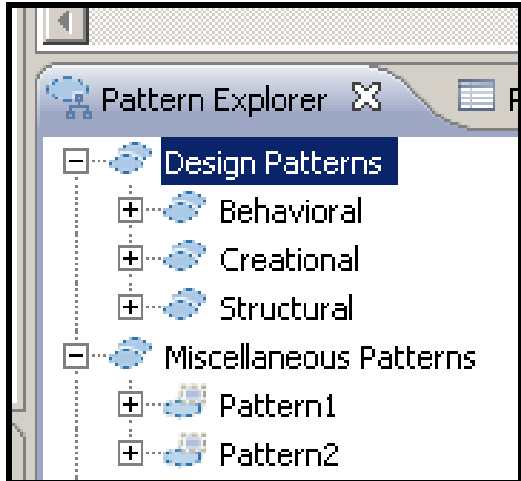 Pattern Explorer
Design Patterns
Behavioral
Creational
Structural
Miscellaneous Patterns
Pattern1
Pattern2